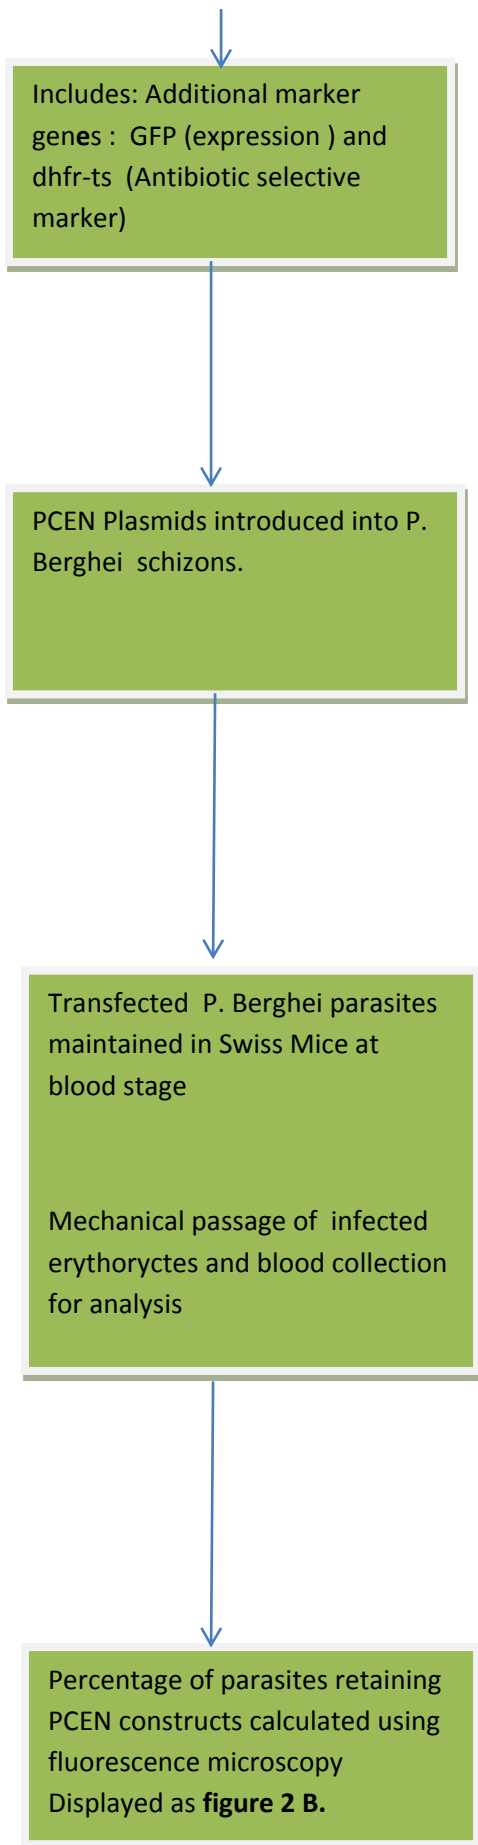 Includes: Additional marker
genes : GFP (expression ) and
dhfr-ts (Antibiotic selective
marker)
PCEN Plasmids introduced into P.
Berghei schizons.
Transfected P. Berghei parasites
maintained in Swiss Mice at
blood stage
Mechanical passage of infected
erythoryctes and blood collection
for analysis
Percentage of parasites retaining
PCEN constructs calculated using
fluorescence microscopy
Displayed as figure 2 B.